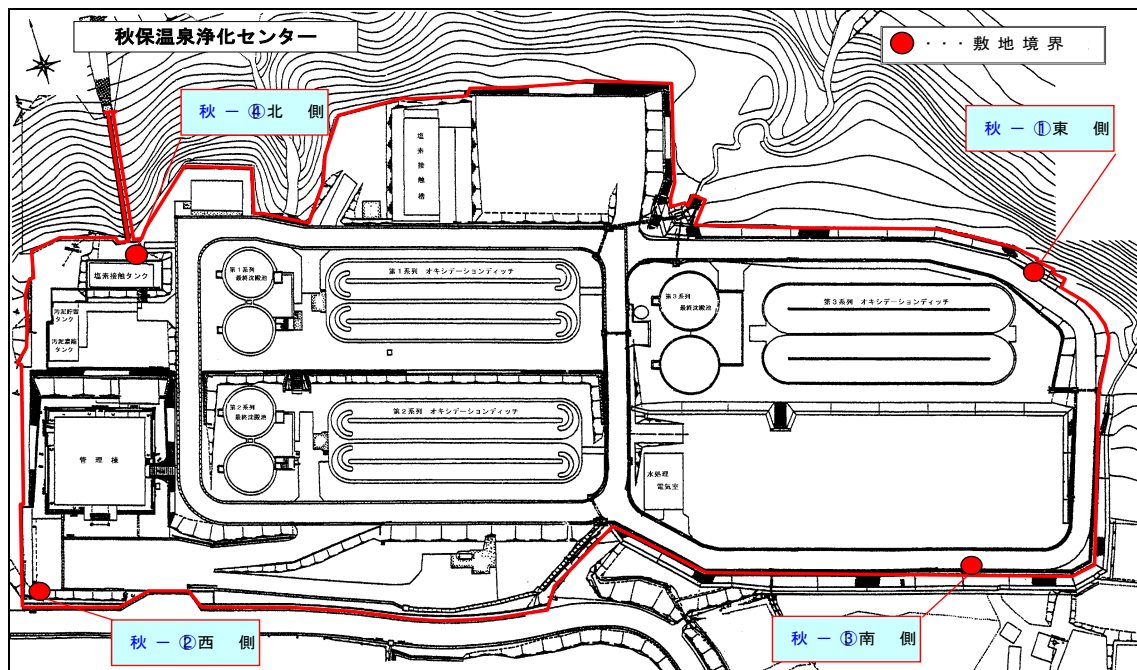 秋保温泉浄化センター
・・・敷地境界
秋－④北 側
秋－①東 側
塩素接触槽
塩素接触タンク
第1系列
最終沈殿池
第1系列 オキシデーションディッチ
第3系列
最終沈殿池
第3系列 オキシデーションディッチ
汚泥貯留
タンク
汚泥濃縮
タンク
第2系列
最終沈殿池
第2系列 オキシデーションディッチ
管理棟
水処理
電気室
秋－②西 側
秋－③南 側